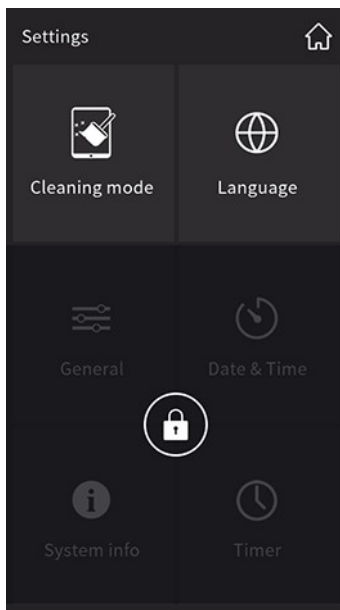 Settings
Cleaning mode
Language
General
Date & Time
System info
Timer